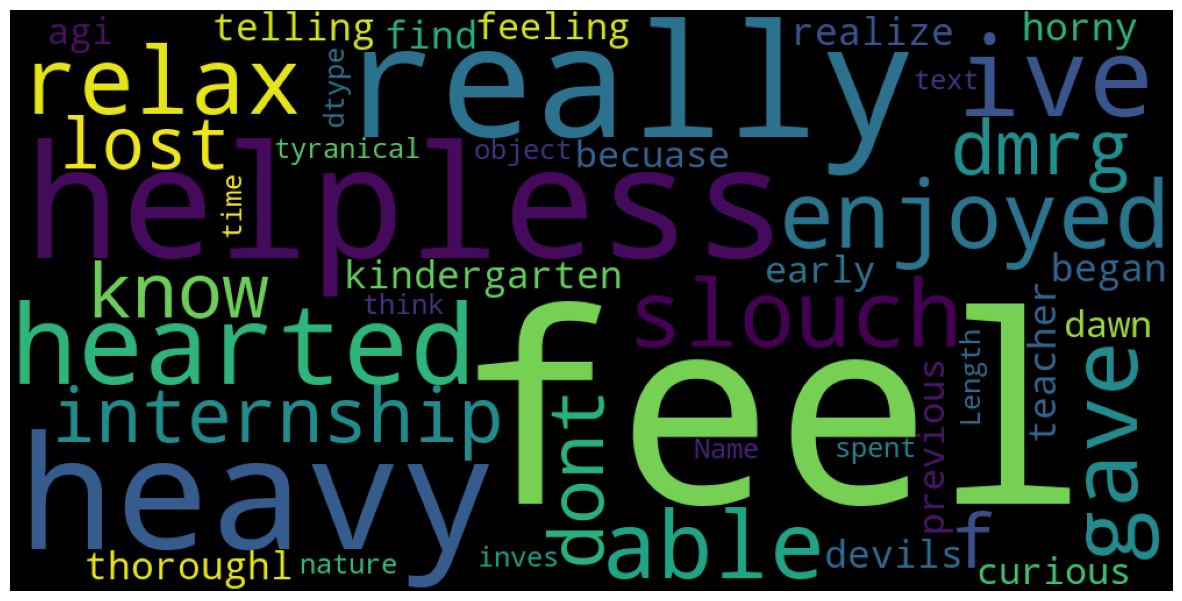 agi
telling
find
feeling
realize
horny
relax
dtype
really
text
ive
lost
tyranical
object
becuase
dmrg
helpless
time
enjoyed
know
kindergarten
early
began
think
slouch
teacher
dawn
hearted
feel
previous
Length
gave
internship
dont
Name
spent
heavy
able
devils
f
thoroughl
nature
inves
curious